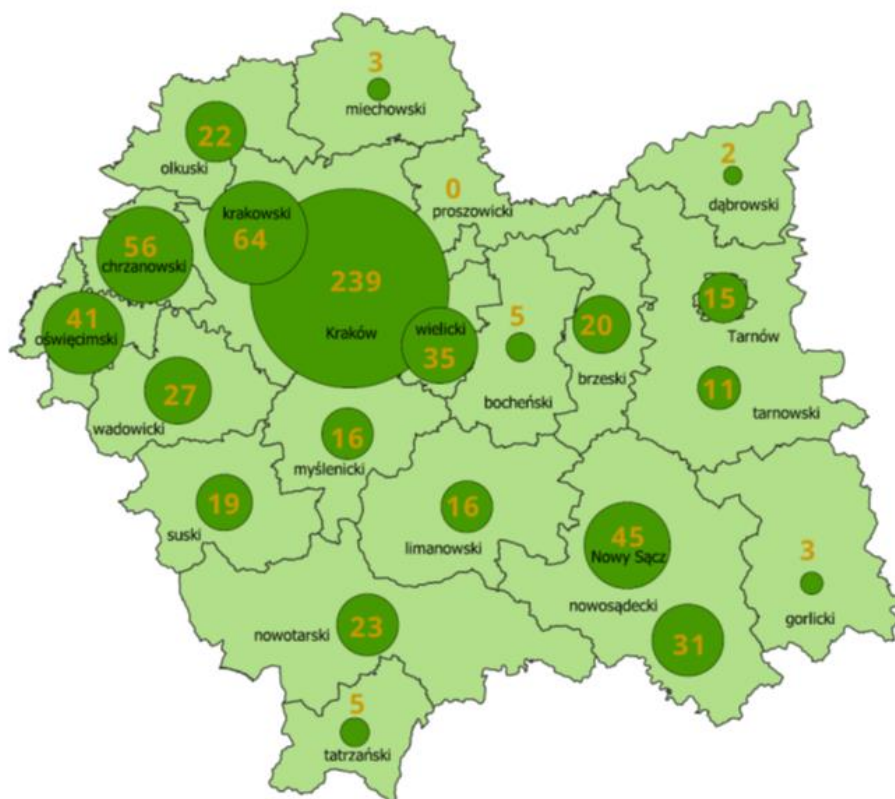 3
miechowski
22
olkuski
2
dąbrowski
0
proszowicki
krakowski
64
56
chrzanowski
239
Kraków
15
Tarnów
41
oświęcimski
wielicki
35
5
bocheński
20
brzeski
11
tarnowski
27
wadowicki
16
myślenicki
19
suski
16
limanowski
45
Nowy Sącz
nowosądecki
31
3
gorlicki
23
nowotarski
5
tatrzański